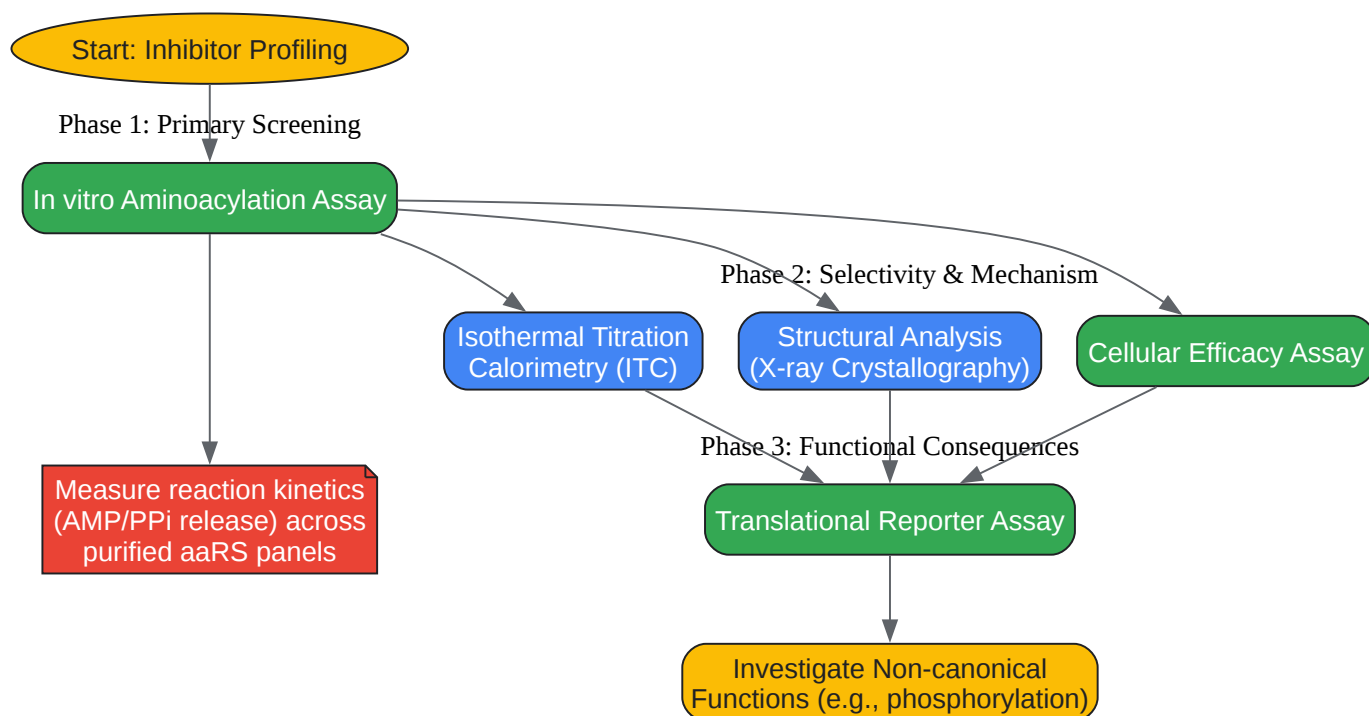 Start: Inhibitor Profiling
Phase 1: Primary Screening
In vitro Aminoacylation Assay
Phase 2: Selectivity & Mechanism
Isothermal Titration
Calorimetry (ITC)
Structural Analysis
(X-ray Crystallography)
Cellular Efficacy Assay
Phase 3: Functional Consequences
Measure reaction kinetics
(AMP/PPi release) across
purified aaRS panels
Translational Reporter Assay
Investigate Non-canonical
Functions (e.g., phosphorylation)